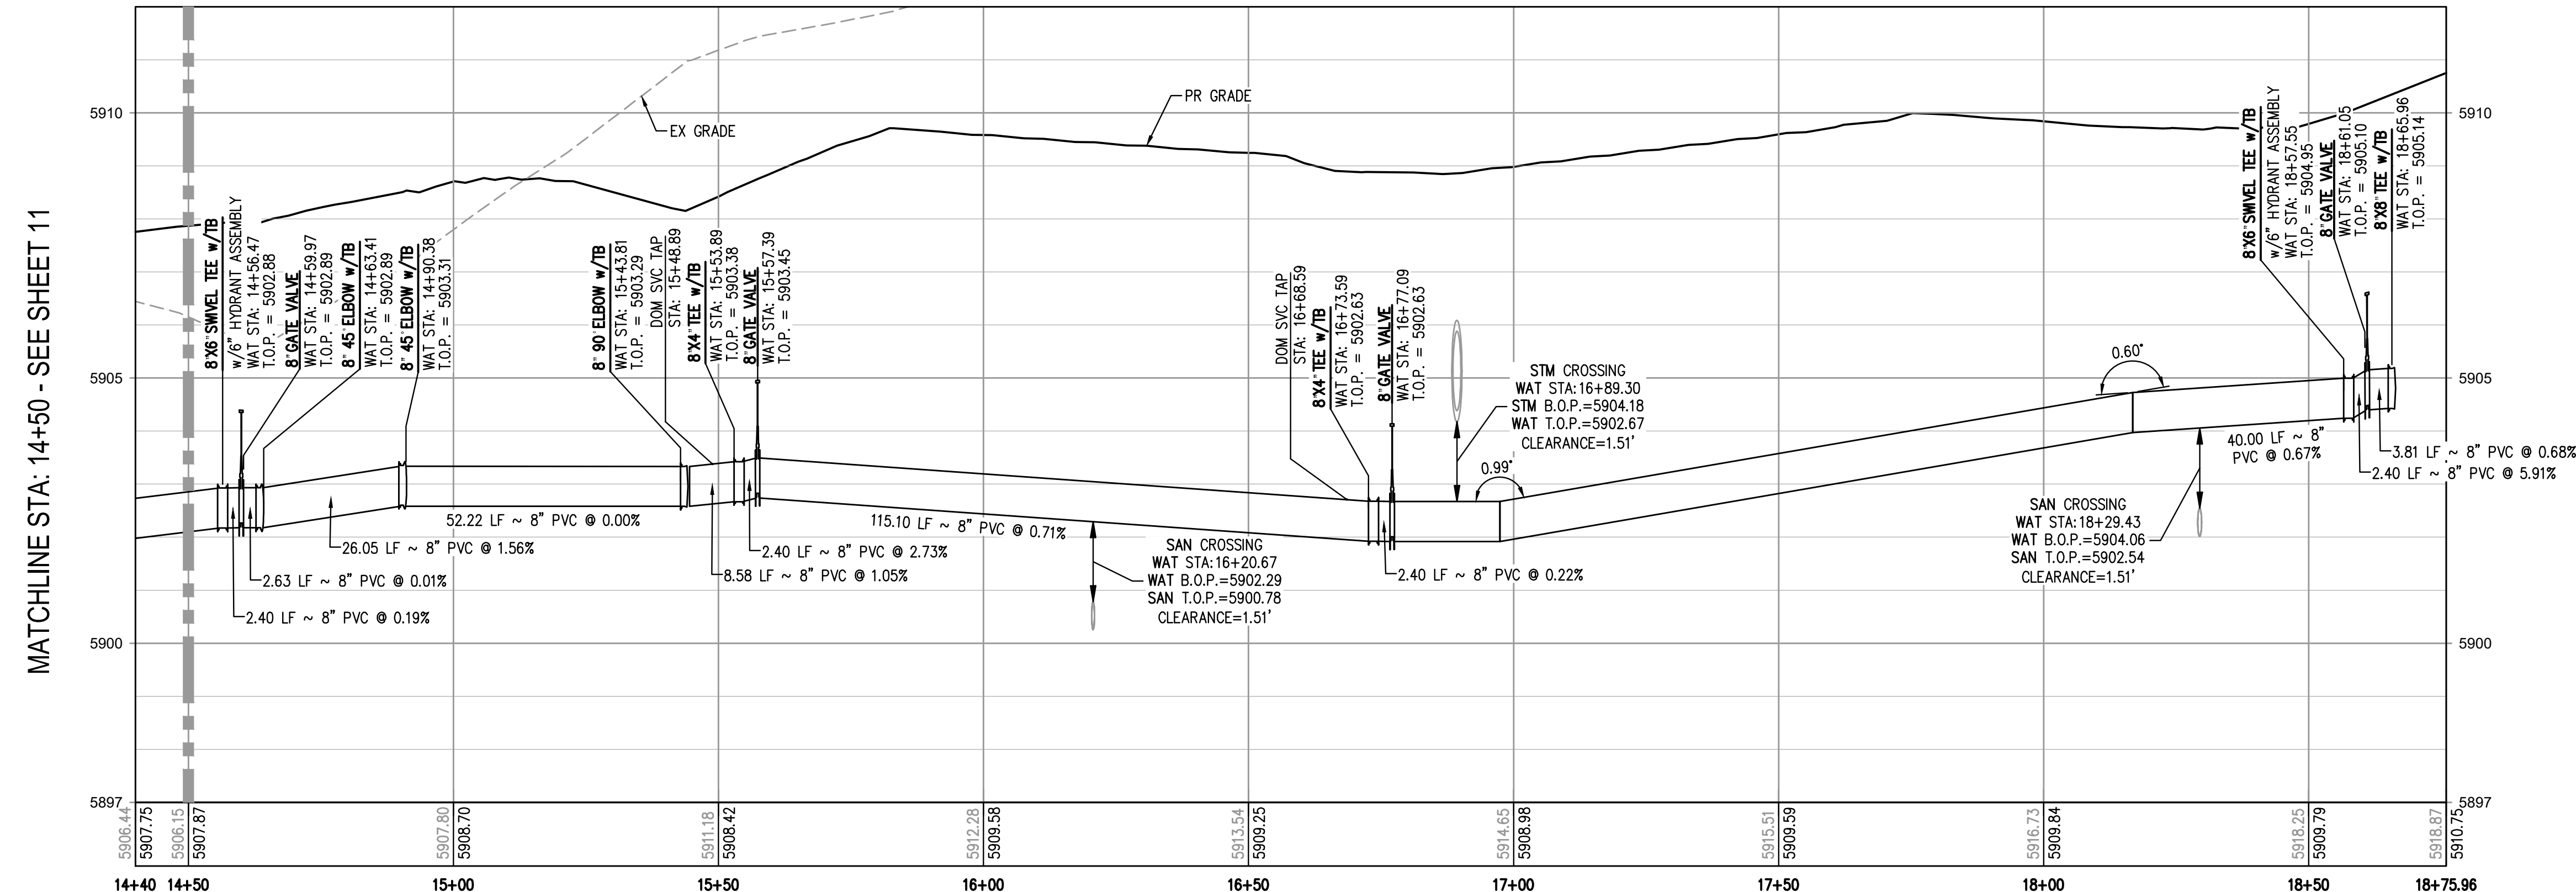 MATCHLINE STA: 14+50 - SEE SHEET 11
5910
5905
5900
5897
5910
5905
5900
5897
EX GRADE
PR GRADE
8"X6" SWIVEL TEE w/TB
w/6" HYDRANT ASSEMBLY
WAT STA: 14+56.47
T.O.P. = 5902.88
8" GATE VALVE
WAT STA: 14+59.97
T.O.P. = 5902.89
8" 45° ELBOW w/TB
WAT STA: 14+63.41
T.O.P. = 5902.89
8" 45° ELBOW w/TB
WAT STA: 14+90.38
T.O.P. = 5903.31
8" 90° ELBOW w/TB
WAT STA: 15+43.81
T.O.P. = 5903.29
DOM SVC TAP
STA: 15+48.89
8"X4" TEE w/TB
WAT STA: 15+53.89
T.O.P. = 5903.38
8" GATE VALVE
WAT STA: 15+57.39
T.O.P. = 5903.45
DOM SVC TAP
STA: 16+68.59
8"X4" TEE w/TB
WAT STA: 16+73.59
T.O.P. = 5902.63
8" GATE VALVE
WAT STA: 16+77.09
T.O.P. = 5902.63
STM CROSSING
WAT STA:16+89.30
STM B.O.P.=5904.18
WAT T.O.P.=5902.67
CLEARANCE=1.51'
0.99°
0.60°
8"X6" SWIVEL TEE w/TB
w/6" HYDRANT ASSEMBLY
WAT STA: 18+57.55
T.O.P. = 5904.95
8" GATE VALVE
WAT STA: 18+61.05
T.O.P. = 5905.10
8"X8" TEE w/TB
WAT STA: 18+65.96
T.O.P. = 5905.14
52.22 LF ~ 8" PVC @ 0.00%
26.05 LF ~ 8" PVC @ 1.56%
2.63 LF ~ 8" PVC @ 0.01%
2.40 LF ~ 8" PVC @ 0.19%
115.10 LF ~ 8" PVC @ 0.71%
2.40 LF ~ 8" PVC @ 2.73%
8.58 LF ~ 8" PVC @ 1.05%
SAN CROSSING
WAT STA:16+20.67
WAT B.O.P.=5902.29
SAN T.O.P.=5900.78
CLEARANCE=1.51'
2.40 LF ~ 8" PVC @ 0.22%
SAN CROSSING
WAT STA:18+29.43
WAT B.O.P.=5904.06
SAN T.O.P.=5902.54
CLEARANCE=1.51'
40.00 LF ~ 8"
PVC @ 0.67%
3.81 LF ~ 8" PVC @ 0.68%
2.40 LF ~ 8" PVC @ 5.91%
5906.44
5907.75
5906.15
5907.87
5907.80
5908.70
5911.18
5908.42
5912.28
5909.58
5913.54
5909.25
5914.65
5908.98
5915.51
5909.59
5916.73
5909.84
5918.25
5909.79
5918.87
5910.75
14+40 14+50 15+00 15+50 16+00 16+50 17+00 17+50 18+00 18+50 18+75.96